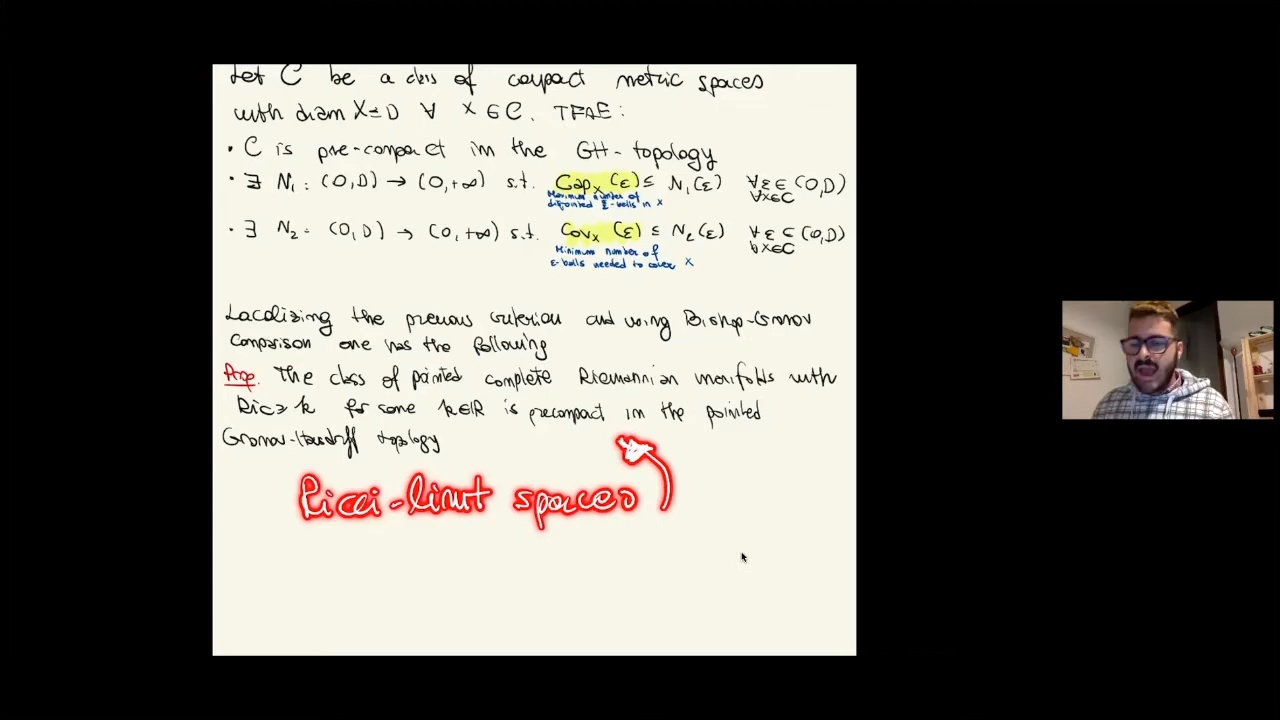 Let C be a class of compact metric spaces
with diam X ≤ D ∀ X ∈ C. TFAE:
• C is pre-compact in the GH-topology
• ∃ N₁ : (0,D) → (0,+∞) s.t. Cap_X (ε) ≤ N₁(ε) ∀ε∈(0,D) ∀X∈C
Maximum number of
disjointed ε/2-balls in X
• ∃ N₂ : (0,D) → (0,+∞) s.t. Cov_X (ε) ≤ N₂(ε) ∀ε∈(0,D) ∀X∈C
Minimum number of
ε-balls needed to cover X
Localizing the previous criterion and using Bishop-Gromov
comparison one has the following
Prop. The class of pointed complete Riemannian manifolds with
Ric ≥ k for some k∈ℝ is precompact in the pointed
Gromov-Hausdorff topology
Ricci-limit spaces